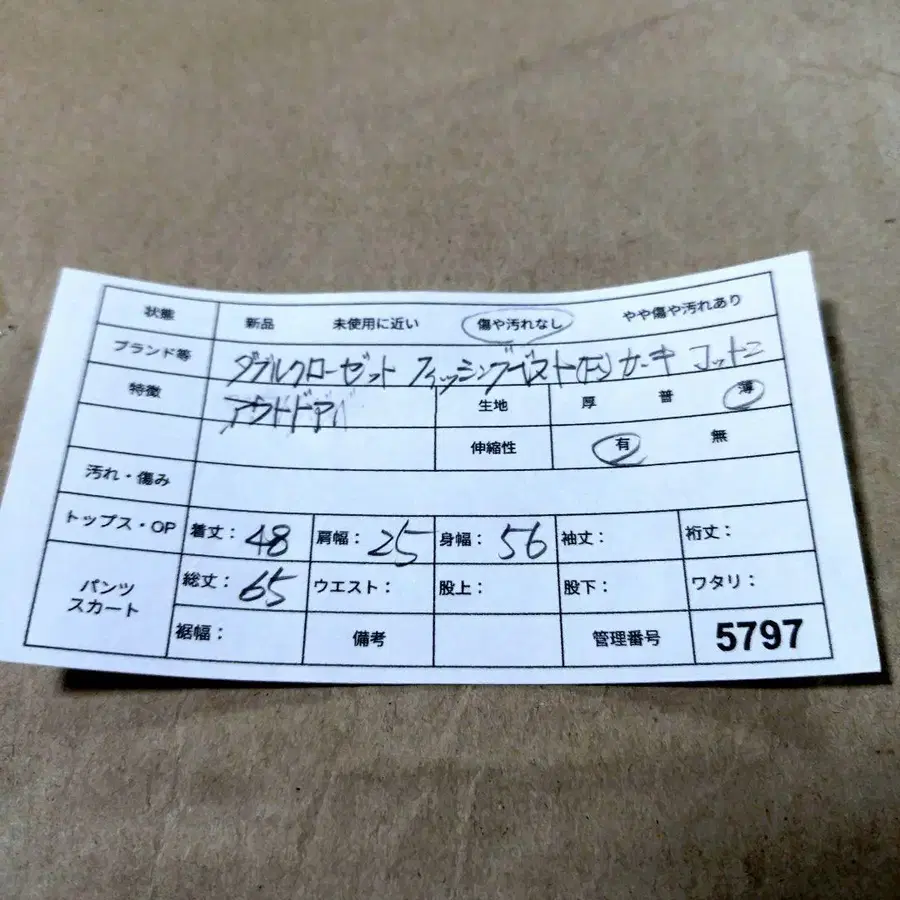 状態 新品 未使用に近い 傷や汚れなし やや傷や汚れあり
ブランド等 ダブルクローゼット フィッシングベスト(F) カーキ コットン
特徴 アウトドア 生地 厚 普 薄
伸縮性 有 無
汚れ・傷み
トップス・OP 着丈: 48 肩幅: 25 身幅: 56 袖丈: 裄丈:
パンツ スカート 総丈: 65 ウエスト: 股上: 股下: ワタリ:
裾幅: 備考 管理番号 5797